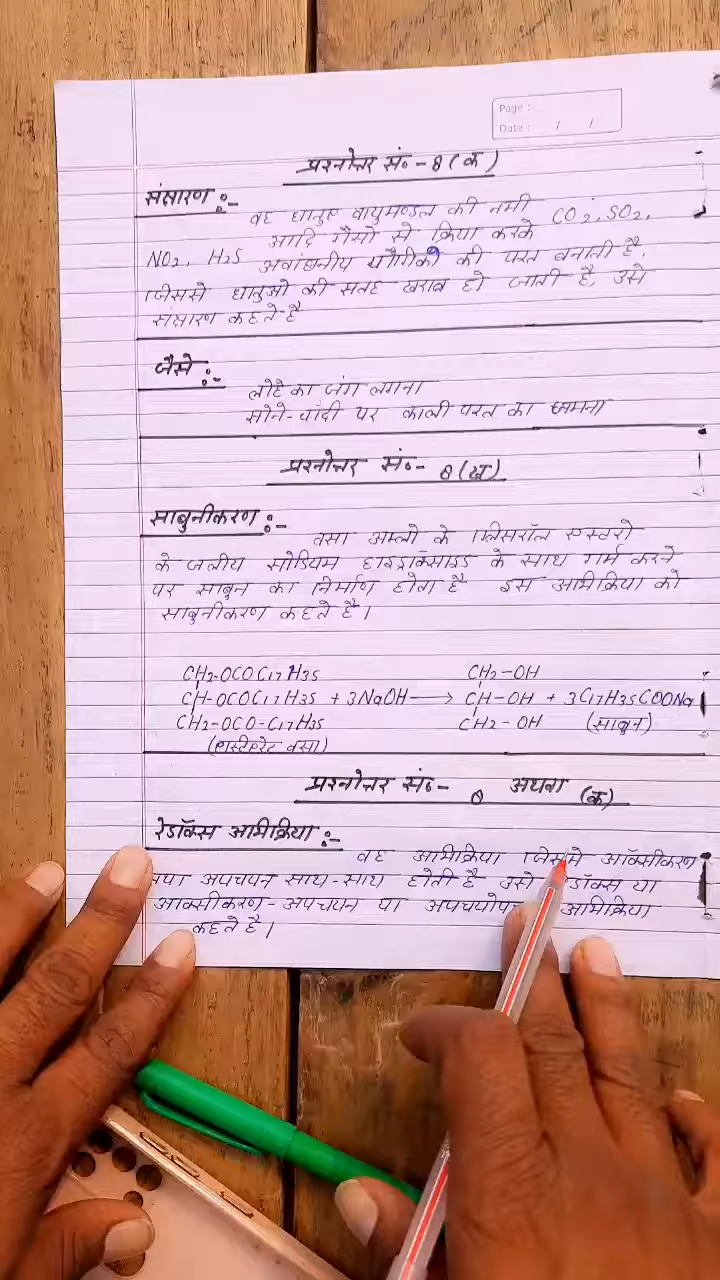 Page :
Date : / /
प्रश्नोत्तर सं०-8(क)
संक्षारण :-
वह धातुए वायुमण्डल की नमी
आदि गैसो से क्रिया करके CO2, SO2,
NO2, H2S अवांछनीय यौगिको की परत बनाती है,
जिससे धातुओ की सतह खराब हो जाती है, उसे
संक्षारण कहते है
जैसे :-
लोहे का जंग लगना
सोने-चांदी पर काली परत का जमना
प्रश्नोत्तर सं०- 8(ख)
साबुनीकरण :-
वसा अम्लो के ग्लिसरॉल एस्टरो
के जलीय सोडियम हाइड्रॉक्साइड के साथ गर्म करने
पर साबुन का निर्माण होता है इस अभिक्रिया को
साबुनीकरण कहते है।
CH2-OCOC17H35 CH2-OH
CH-OCOC17H35 + 3NaOH → CH-OH + 3C17H35COONa
CH2-OCO-C17H35 CH2-OH (साबुन)
वसा)
प्रश्नोत्तर सं०- 8 अथवा (क)
रेडॉक्स अभिक्रिया :-
वह अभिक्रिया जिसमे ऑक्सीकरण
तथा अपचयन साथ-साथ होती है उसे रेडॉक्स या
आक्सीकरण-अपचयन या अभिक्रिया
कहते है।